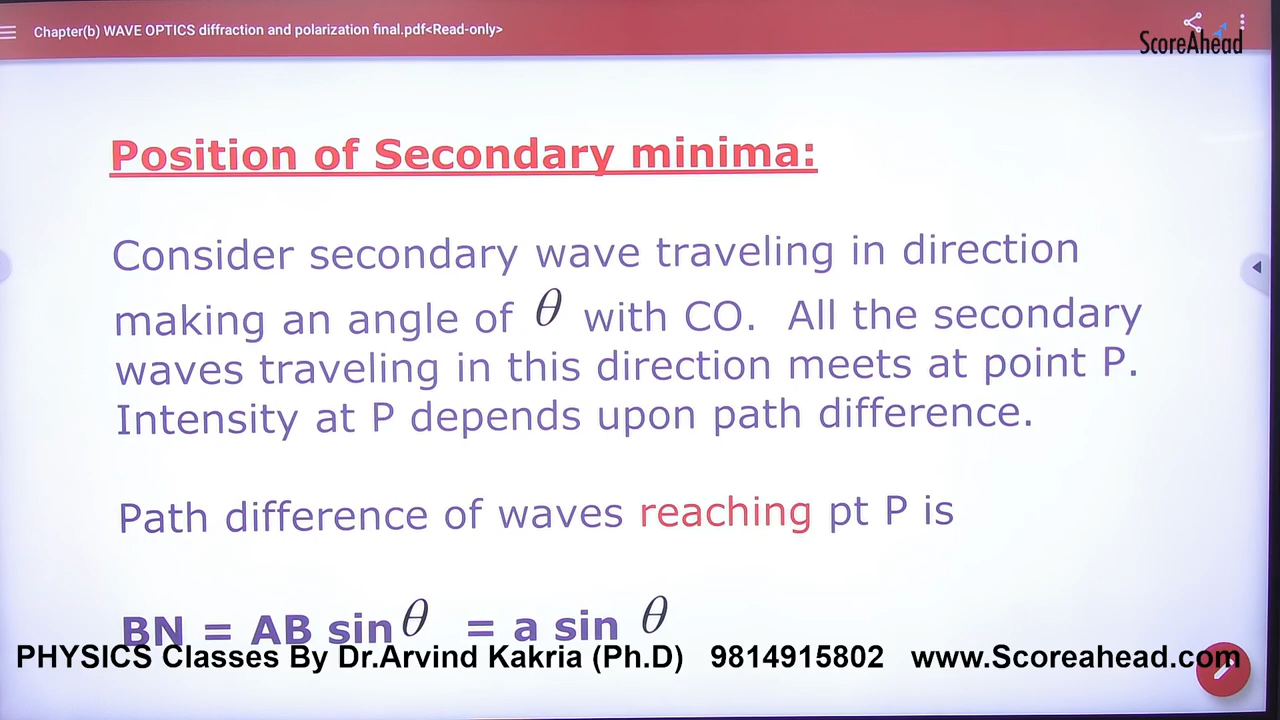 Chapter(b) WAVE OPTICS diffraction and polarization final.pdf<Read-only>
ScoreAhead
Position of Secondary minima:
Consider secondary wave traveling in direction
making an angle of θ with CO. All the secondary
waves traveling in this direction meets at point P.
Intensity at P depends upon path difference.
Path difference of waves reaching pt P is
BN = AB sin θ = a sin θ
PHYSICS Classes By Dr.Arvind Kakria (Ph.D) 9814915802 www.Scoreahead.com